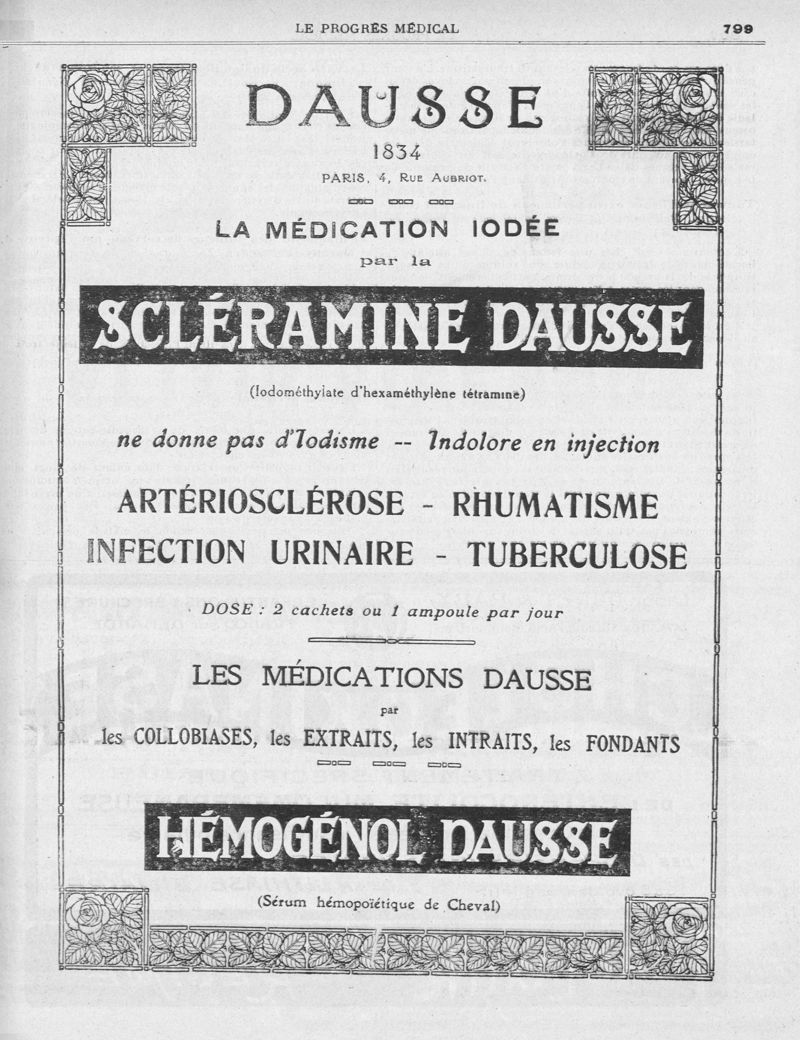 LE PROGRÈS MÉDICAL
799
DAUSSE
1834
PARIS, 4, RUE AUBRIOT.
LA MÉDICATION IODÉE
par la
SCLÉRAMINE DAUSSE
(Iodométhylate d'hexaméthylène tétramine)
ne donne pas d'Iodisme -- Indolore en injection
ARTÉRIOSCLÉROSE - RHUMATISME
INFECTION URINAIRE - TUBERCULOSE
DOSE : 2 cachets ou 1 ampoule par jour
LES MÉDICATIONS DAUSSE
par
les COLLOBIASES, les EXTRAITS, les INTRAITS, les FONDANTS
HÉMOGÉNOL DAUSSE
(Sérum hémopoïétique de Cheval)